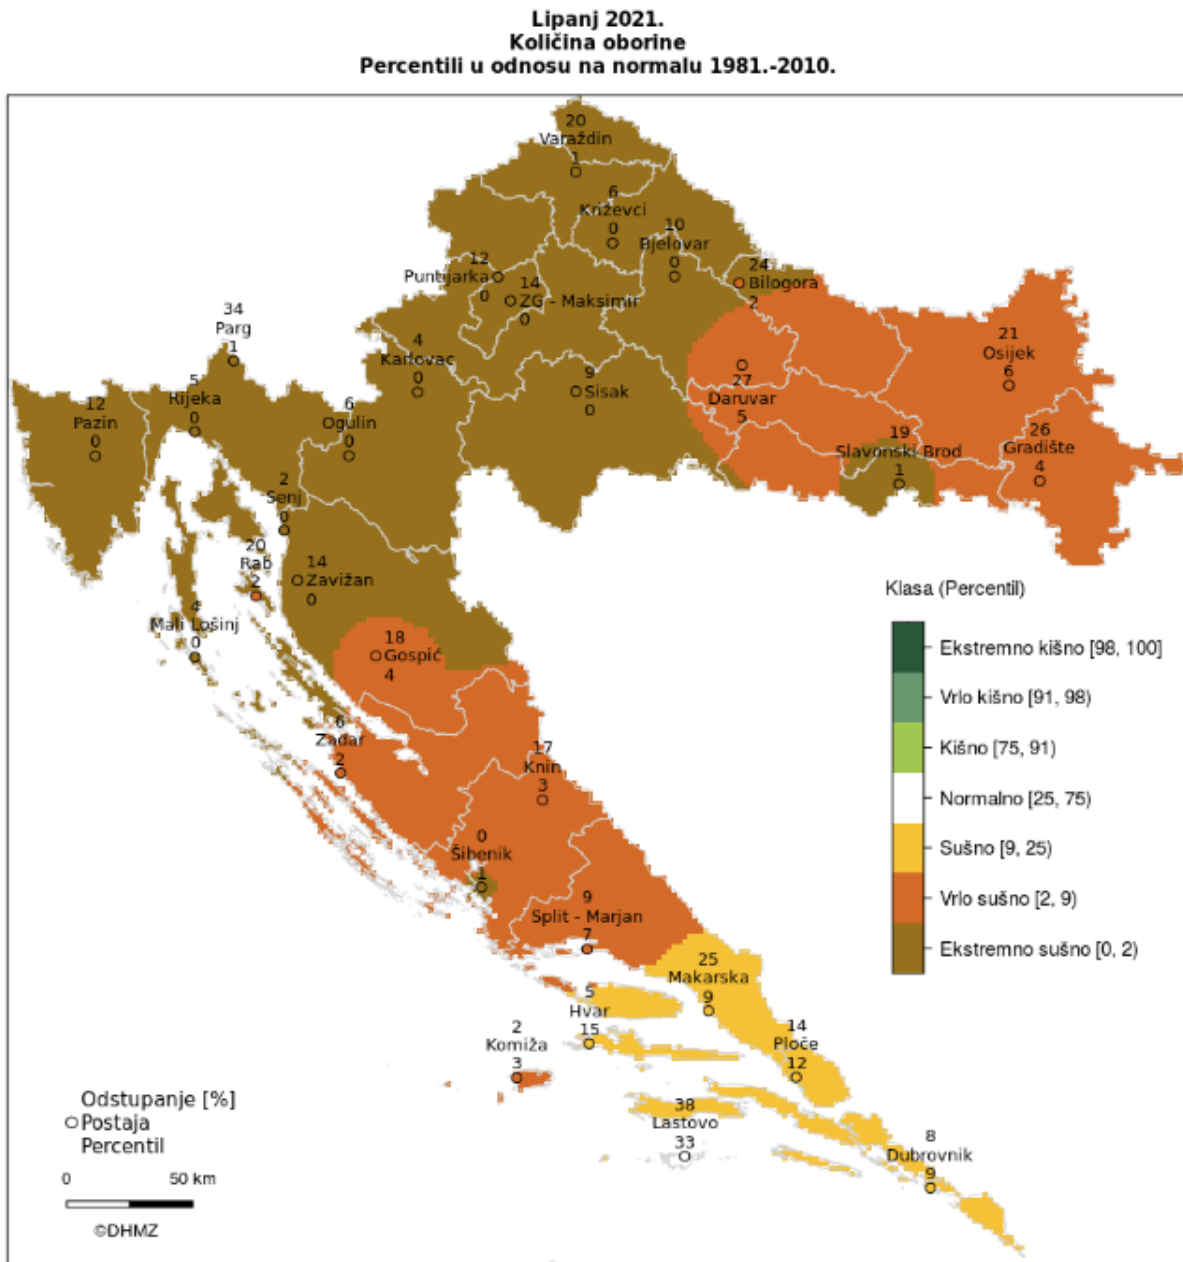 Lipanj 2021.
Količina oborine
Percentili u odnosu na normalu 1981.-2010.
20
Varaždin
1
6
Križevci
0
10
Bjelovar
0
12
Puntijarka
0
14
ZG - Maksimir
0
24
Bilogora
2
34
Parg
1
4
Karlovac
0
9
Sisak
0
27
Daruvar
5
21
Osijek
6
5
Rijeka
0
12
Pazin
0
6
Ogulin
0
19
Slavonski Brod
1
26
Gradište
4
2
Senj
0
20
Rab
2
14
Zavižan
0
4
Mali Lošinj
0
18
Gospić
4
6
Zadar
2
17
Knin
3
0
Šibenik
1
9
Split - Marjan
7
25
Makarska
9
5
Hvar
15
2
Komiža
3
14
Ploče
12
38
Lastovo
33
8
Dubrovnik
9
Klasa (Percentil)
Ekstremno kišno [98, 100]
Vrlo kišno [91, 98)
Kišno [75, 91)
Normalno [25, 75)
Sušno [9, 25)
Vrlo sušno [2, 9)
Ekstremno sušno [0, 2)
Odstupanje [%]
Postaja
Percentil
0 50 km
©DHMZ